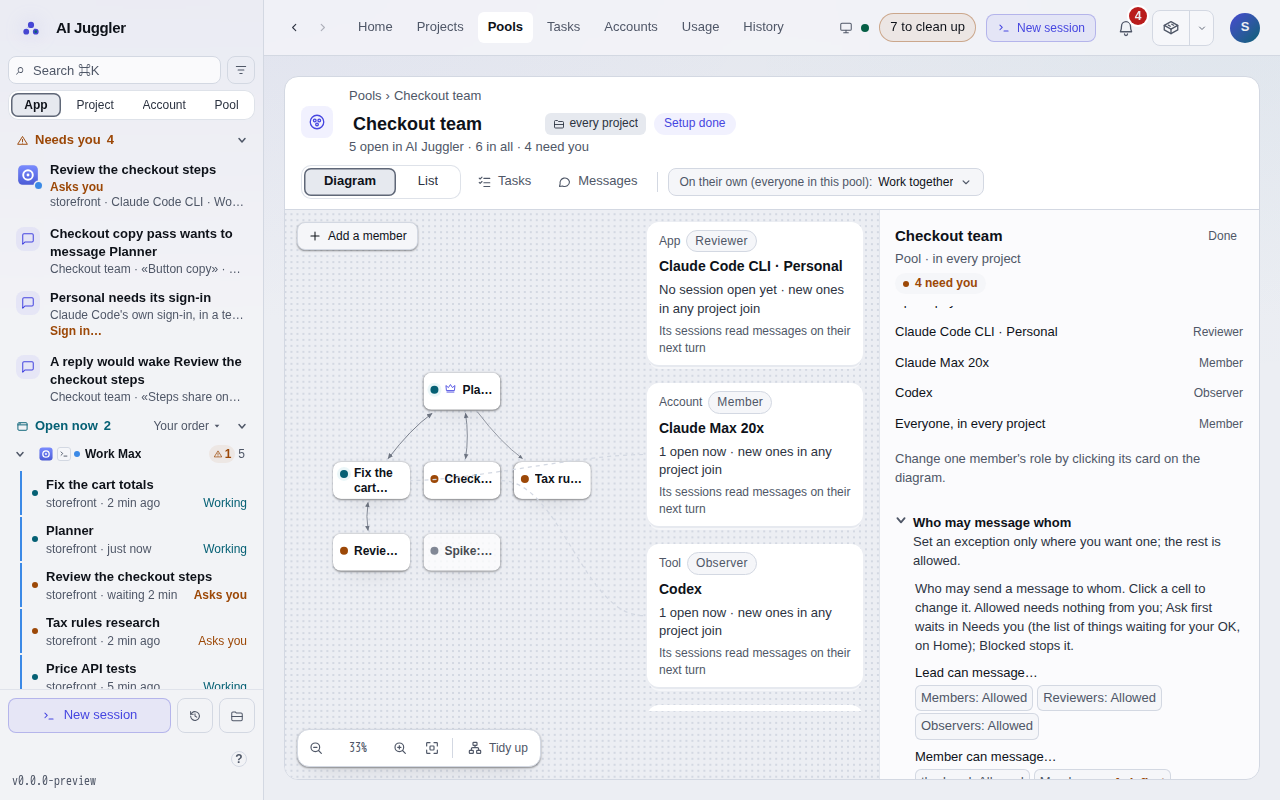 AI Juggler
Search ⌘K
App
Project
Account
Pool
Needs you 4
Review the checkout steps
Asks you
storefront · Claude Code CLI · Wo…
Checkout copy pass wants to
message Planner
Checkout team · «Button copy» · …
Personal needs its sign-in
Claude Code's own sign-in, in a te…
Sign in…
A reply would wake Review the
checkout steps
Checkout team · «Steps share on…
Open now 2
Your order
Work Max
1 5
Fix the cart totals
storefront · 2 min ago
Working
Planner
storefront · just now
Working
Review the checkout steps
storefront · waiting 2 min
Asks you
Tax rules research
storefront · 2 min ago
Asks you
Price API tests
storefront · 5 min ago
Working
New session
?
v0.0.0-preview
Home
Projects
Pools
Tasks
Accounts
Usage
History
7 to clean up
New session
4
S
Pools › Checkout team
Checkout team
every project
Setup done
5 open in AI Juggler · 6 in all · 4 need you
Diagram
List
Tasks
Messages
On their own (everyone in this pool): Work together
Add a member
Pla…
Fix the
cart…
Check…
Tax ru…
Revie…
Spike:…
33%
Tidy up
App Reviewer
Claude Code CLI · Personal
No session open yet · new ones
in any project join
Its sessions read messages on their
next turn
Account Member
Claude Max 20x
1 open now · new ones in any
project join
Its sessions read messages on their
next turn
Tool Observer
Codex
1 open now · new ones in any
project join
Its sessions read messages on their
next turn
Checkout team
Done
Pool · in every project
4 need you
Claude Code CLI · Personal
Reviewer
Claude Max 20x
Member
Codex
Observer
Everyone, in every project
Member
Change one member's role by clicking its card on the
diagram.
Who may message whom
Set an exception only where you want one; the rest is
allowed.
Who may send a message to whom. Click a cell to
change it. Allowed needs nothing from you; Ask first
waits in Needs you (the list of things waiting for your OK,
on Home); Blocked stops it.
Lead can message…
Members: Allowed
Reviewers: Allowed
Observers: Allowed
Member can message…